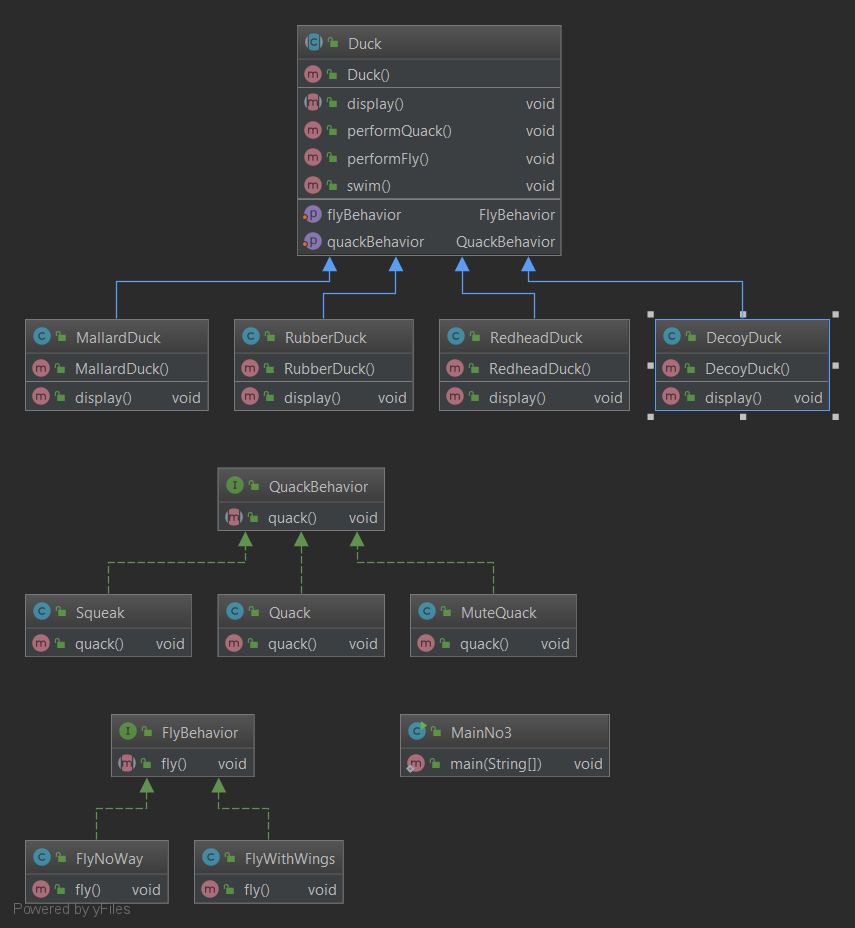 Duck
Duck()
display() void
performQuack() void
performFly() void
swim() void
flyBehavior FlyBehavior
quackBehavior QuackBehavior
MallardDuck
MallardDuck()
display() void
RubberDuck
RubberDuck()
display() void
RedheadDuck
RedheadDuck()
display() void
DecoyDuck
DecoyDuck()
display() void
QuackBehavior
quack() void
Squeak
quack() void
Quack
quack() void
MuteQuack
quack() void
FlyBehavior
fly() void
MainNo3
main(String[]) void
FlyNoWay
fly() void
FlyWithWings
fly() void
Powered by yFiles